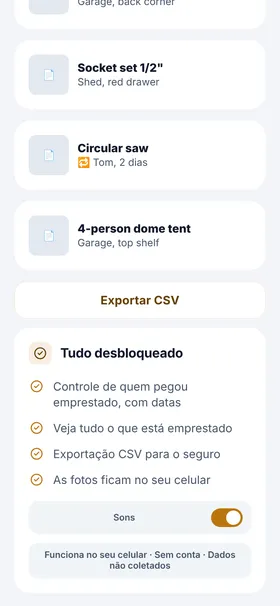 Garage, back corner
Socket set 1/2"
Shed, red drawer
Circular saw
🔁 Tom, 2 dias
4-person dome tent
Garage, top shelf
Exportar CSV
Tudo desbloqueado
Controle de quem pegou
emprestado, com datas
Veja tudo o que está emprestado
Exportação CSV para o seguro
As fotos ficam no seu celular
Sons
Funciona no seu celular · Sem conta · Dados
não coletados